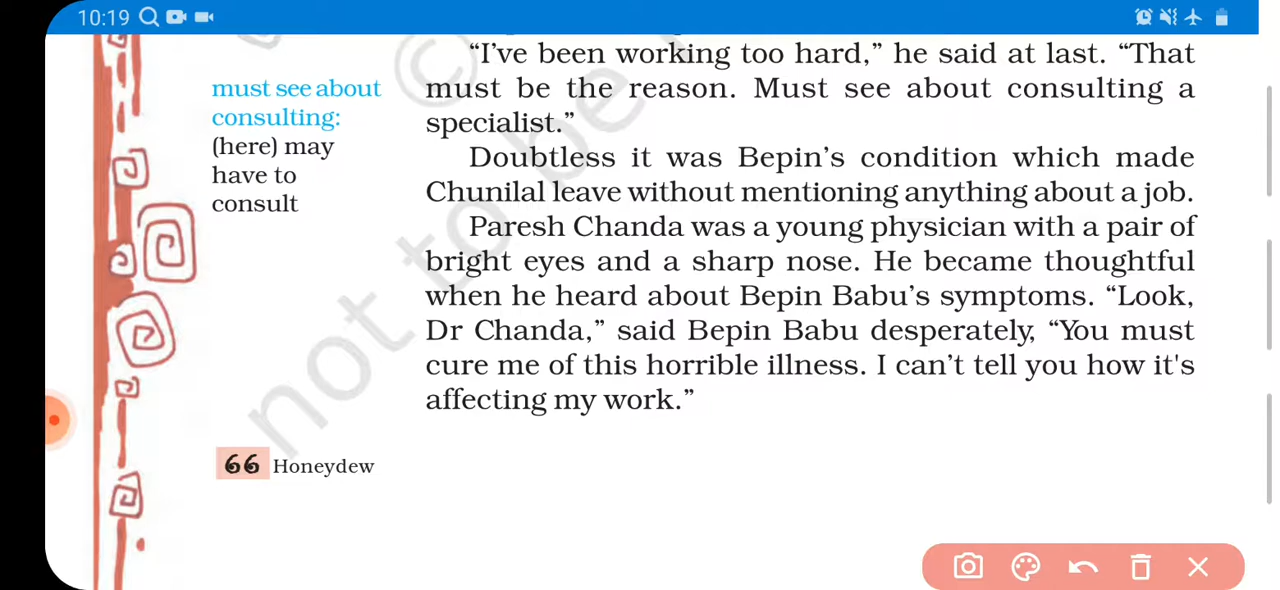 10:19
"I've been working too hard," he said at last. "That
must be the reason. Must see about consulting a
specialist."
must see about
consulting:
(here) may
have to
consult
Doubtless it was Bepin's condition which made
Chunilal leave without mentioning anything about a job.
Paresh Chanda was a young physician with a pair of
bright eyes and a sharp nose. He became thoughtful
when he heard about Bepin Babu's symptoms. "Look,
Dr Chanda," said Bepin Babu desperately, "You must
cure me of this horrible illness. I can't tell you how it's
affecting my work."
66 Honeydew
©
not to be